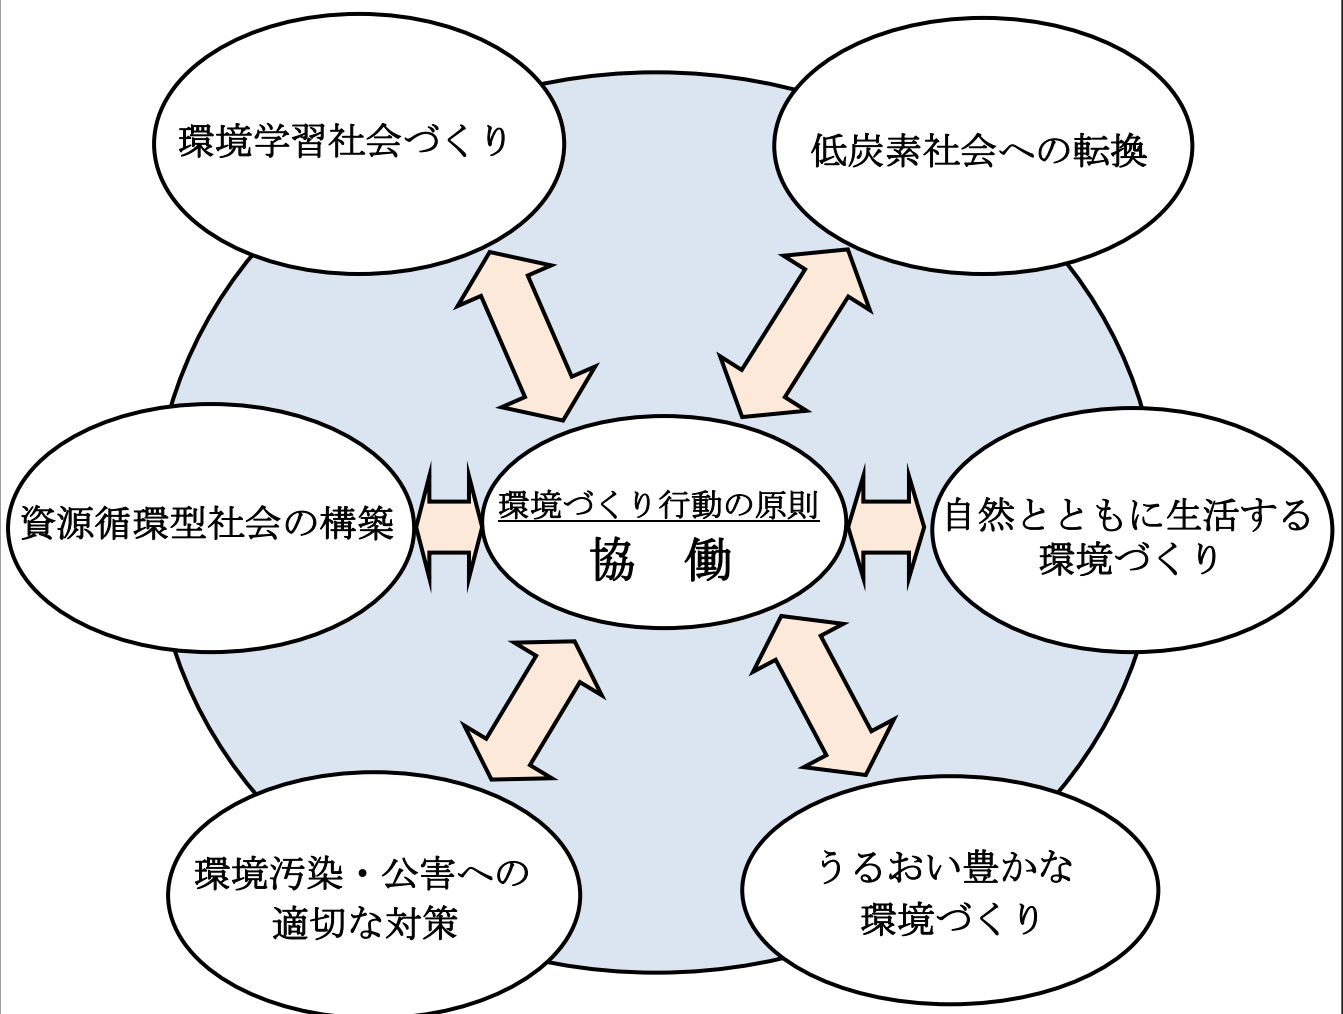 環境学習社会づくり
低炭素社会への転換
資源循環型社会の構築
環境づくり行動の原則
協　働
自然とともに生活する
環境づくり
環境汚染・公害への
適切な対策
うるおい豊かな
環境づくり